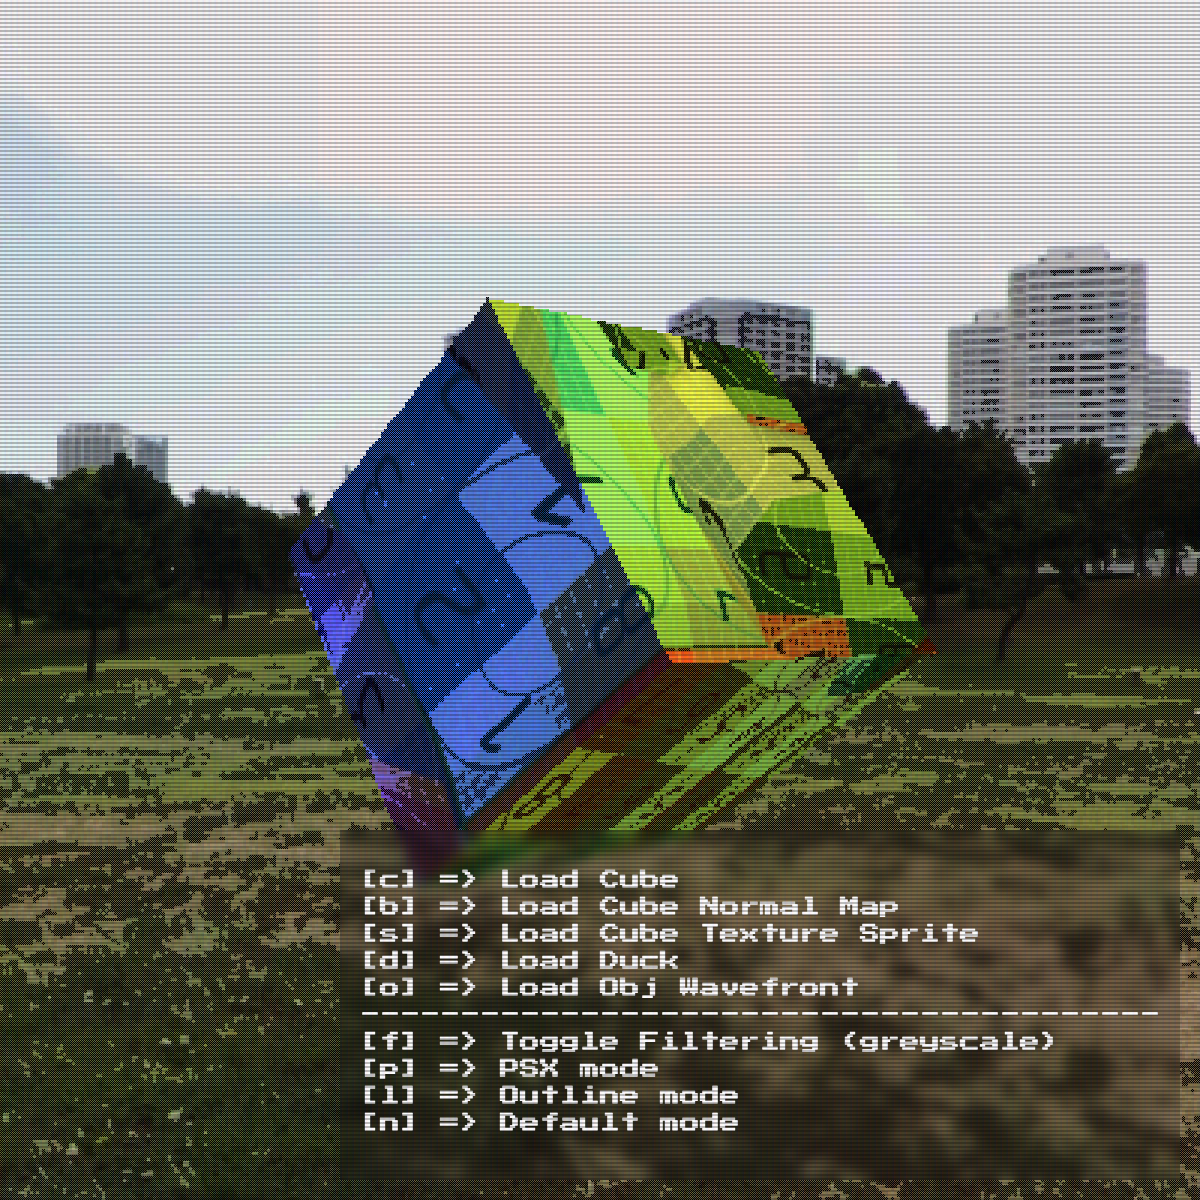 [c] => Load Cube
[b] => Load Cube Normal Map
[s] => Load Cube Texture Sprite
[d] => Load Duck
[o] => Load Obj Wavefront
----------------------------------------
[f] => Toggle Filtering (greyscale)
[p] => PSX mode
[l] => Outline mode
[n] => Default mode